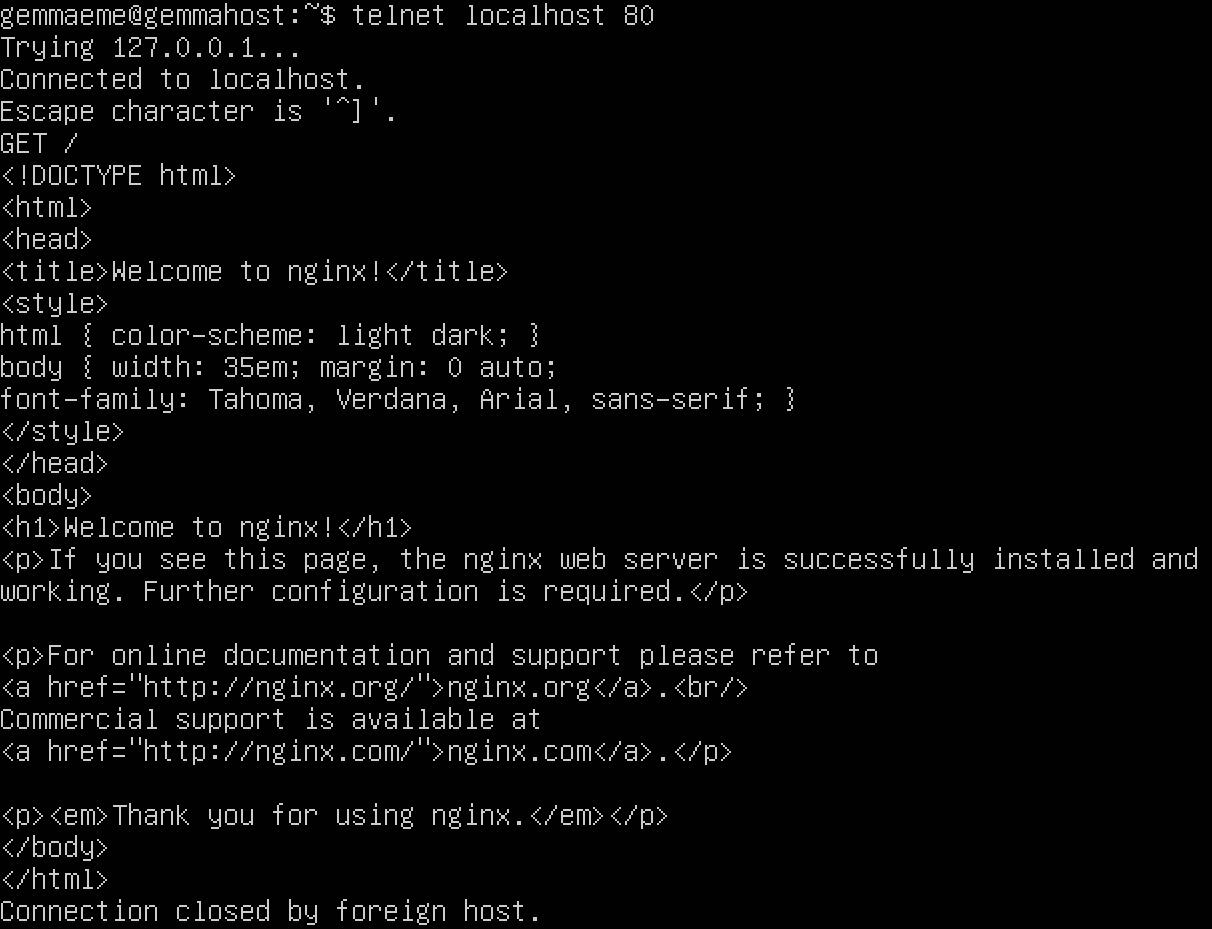 gemmaeme@gemmahost:~$ telnet localhost 80
Trying 127.0.0.1...
Connected to localhost.
Escape character is '^]'.
GET /
<!DOCTYPE html>
<html>
<head>
<title>Welcome to nginx!</title>
<style>
html { color-scheme: light dark; }
body { width: 35em; margin: 0 auto;
font-family: Tahoma, Verdana, Arial, sans-serif; }
</style>
</head>
<body>
<h1>Welcome to nginx!</h1>
<p>If you see this page, the nginx web server is successfully installed and
working. Further configuration is required.</p>

<p>For online documentation and support please refer to
<a href="http://nginx.org/">nginx.org</a>.<br/>
Commercial support is available at
<a href="http://nginx.com/">nginx.com</a>.</p>

<p><em>Thank you for using nginx.</em></p>
</body>
</html>
Connection closed by foreign host.